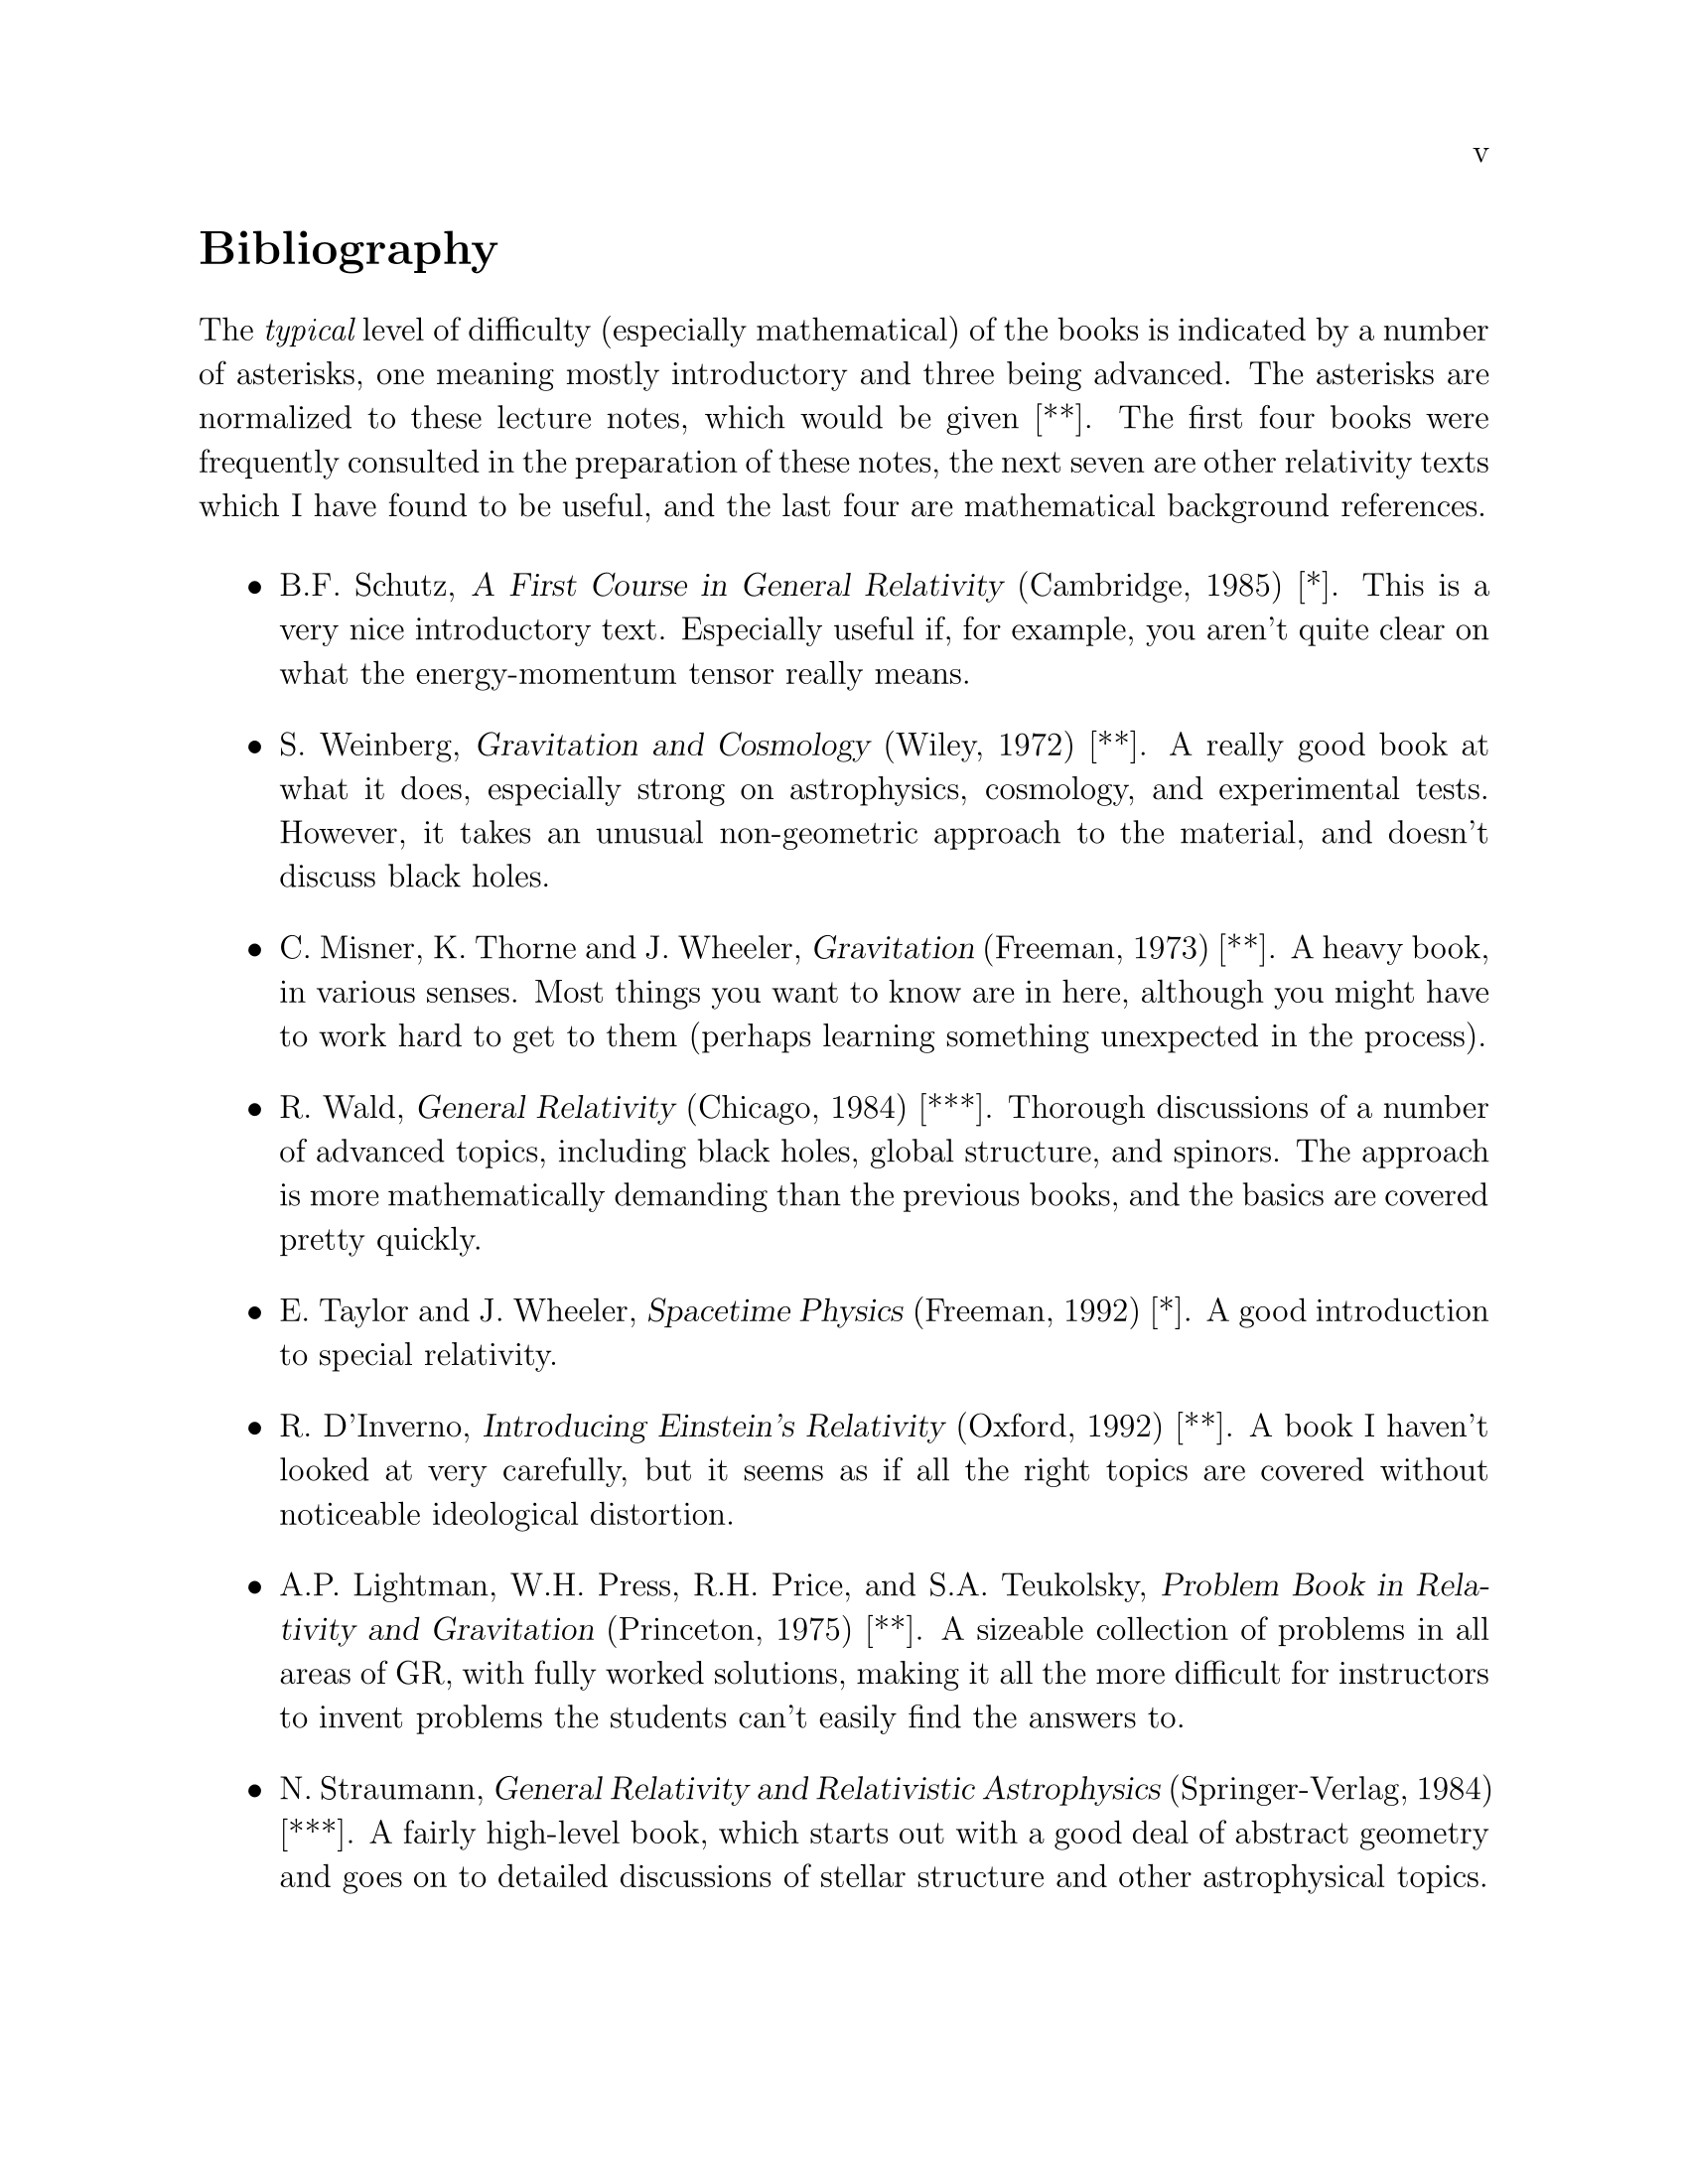 v
Bibliography
The typical level of difficulty (especially mathematical) of the books is indicated by a number
of asterisks, one meaning mostly introductory and three being advanced. The asterisks are
normalized to these lecture notes, which would be given [**]. The first four books were
frequently consulted in the preparation of these notes, the next seven are other relativity texts
which I have found to be useful, and the last four are mathematical background references.
• B.F. Schutz, A First Course in General Relativity (Cambridge, 1985) [*]. This is a
very nice introductory text. Especially useful if, for example, you aren't quite clear on
what the energy-momentum tensor really means.
• S. Weinberg, Gravitation and Cosmology (Wiley, 1972) [**]. A really good book at
what it does, especially strong on astrophysics, cosmology, and experimental tests.
However, it takes an unusual non-geometric approach to the material, and doesn't
discuss black holes.
• C. Misner, K. Thorne and J. Wheeler, Gravitation (Freeman, 1973) [**]. A heavy book,
in various senses. Most things you want to know are in here, although you might have
to work hard to get to them (perhaps learning something unexpected in the process).
• R. Wald, General Relativity (Chicago, 1984) [***]. Thorough discussions of a number
of advanced topics, including black holes, global structure, and spinors. The approach
is more mathematically demanding than the previous books, and the basics are covered
pretty quickly.
• E. Taylor and J. Wheeler, Spacetime Physics (Freeman, 1992) [*]. A good introduction
to special relativity.
• R. D'Inverno, Introducing Einstein's Relativity (Oxford, 1992) [**]. A book I haven't
looked at very carefully, but it seems as if all the right topics are covered without
noticeable ideological distortion.
• A.P. Lightman, W.H. Press, R.H. Price, and S.A. Teukolsky, Problem Book in Rela-
tivity and Gravitation (Princeton, 1975) [**]. A sizeable collection of problems in all
areas of GR, with fully worked solutions, making it all the more difficult for instructors
to invent problems the students can't easily find the answers to.
• N. Straumann, General Relativity and Relativistic Astrophysics (Springer-Verlag, 1984)
[***]. A fairly high-level book, which starts out with a good deal of abstract geometry
and goes on to detailed discussions of stellar structure and other astrophysical topics.